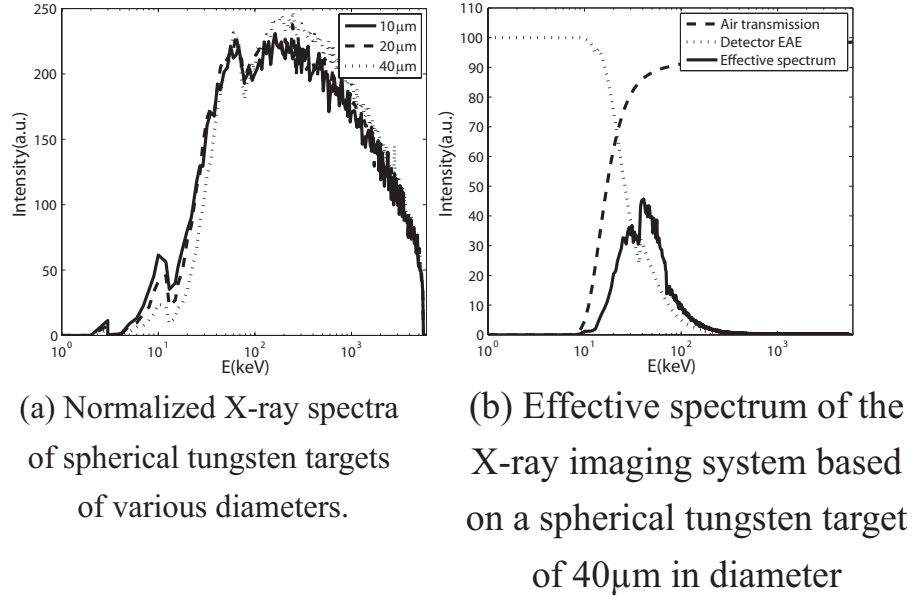 250
200
150
100
50
0
10⁰
10¹
10²
10³
E(keV)
Intensity(a.u.)
10μm
20μm
40μm
(a) Normalized X-ray spectra
of spherical tungsten targets
of various diameters.
110
100
90
80
70
60
50
40
30
20
10
0
10⁰
10¹
10²
10³
E(keV)
Intensity(a.u.)
Air transmission
Detector EAE
Effective spectrum
(b) Effective spectrum of the
X-ray imaging system based
on a spherical tungsten target
of 40μm in diameter